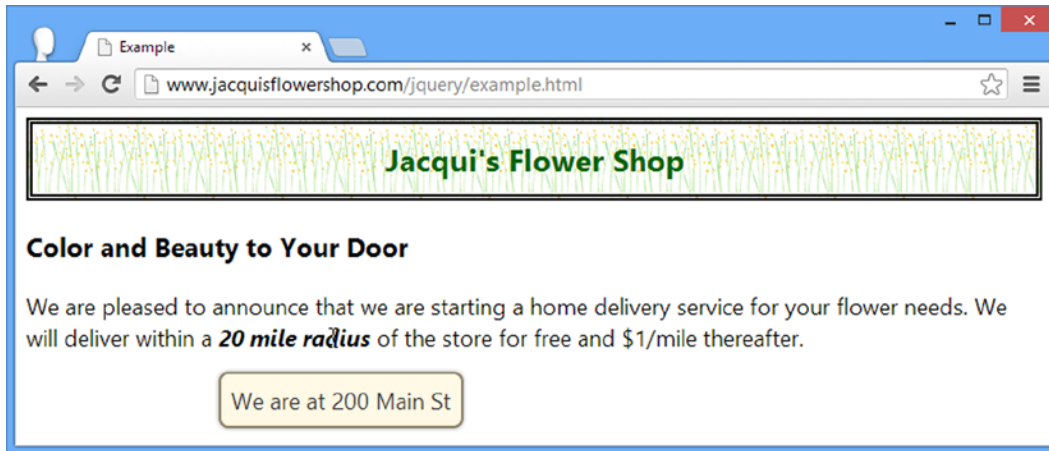 Example
www.jacquisflowershop.com/jquery/example.html
Jacqui's Flower Shop
Color and Beauty to Your Door
We are pleased to announce that we are starting a home delivery service for your flower needs. We
will deliver within a 20 mile radius of the store for free and $1/mile thereafter.
We are at 200 Main St